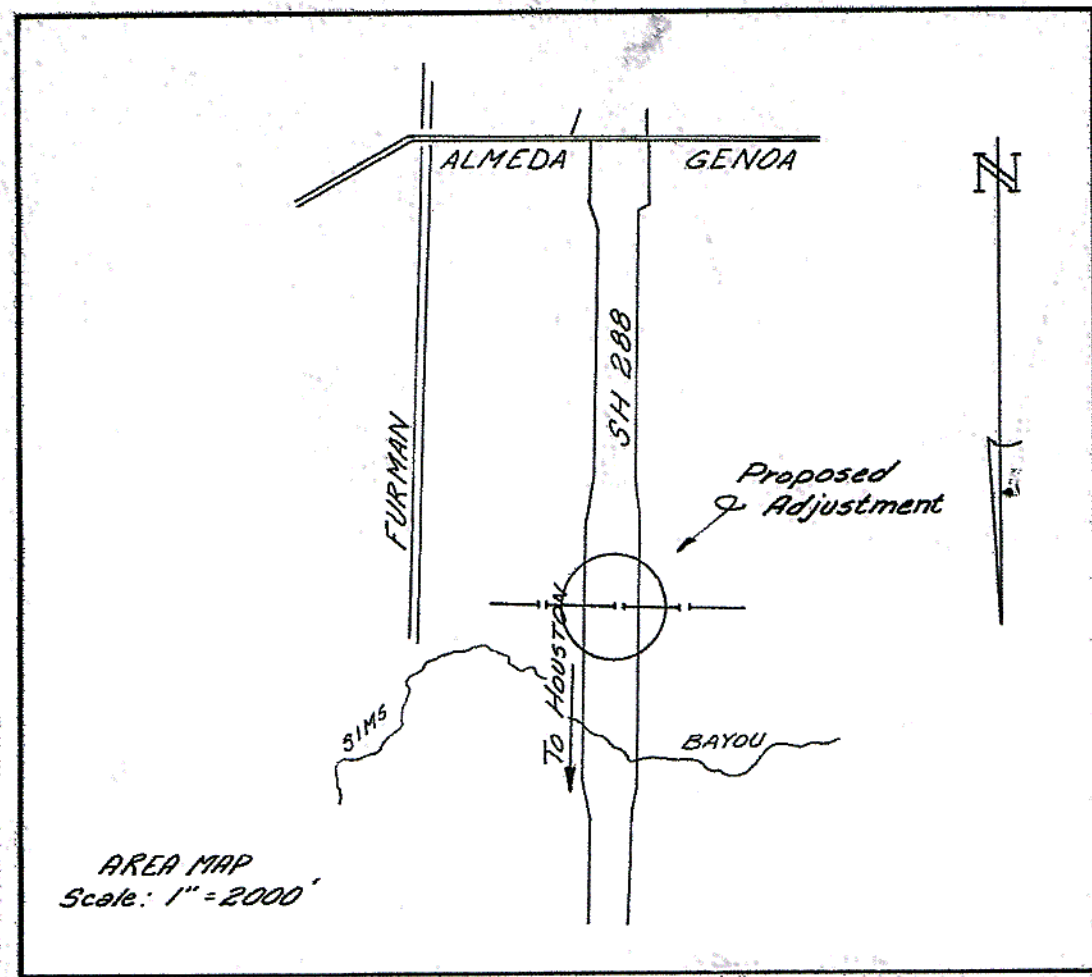 ALMEDA
GENOA
N
SH 288
FURMAN
Proposed
Adjustment
TO HOUSTON
SIMS
BAYOU
AREA MAP
Scale: 1" = 2000'